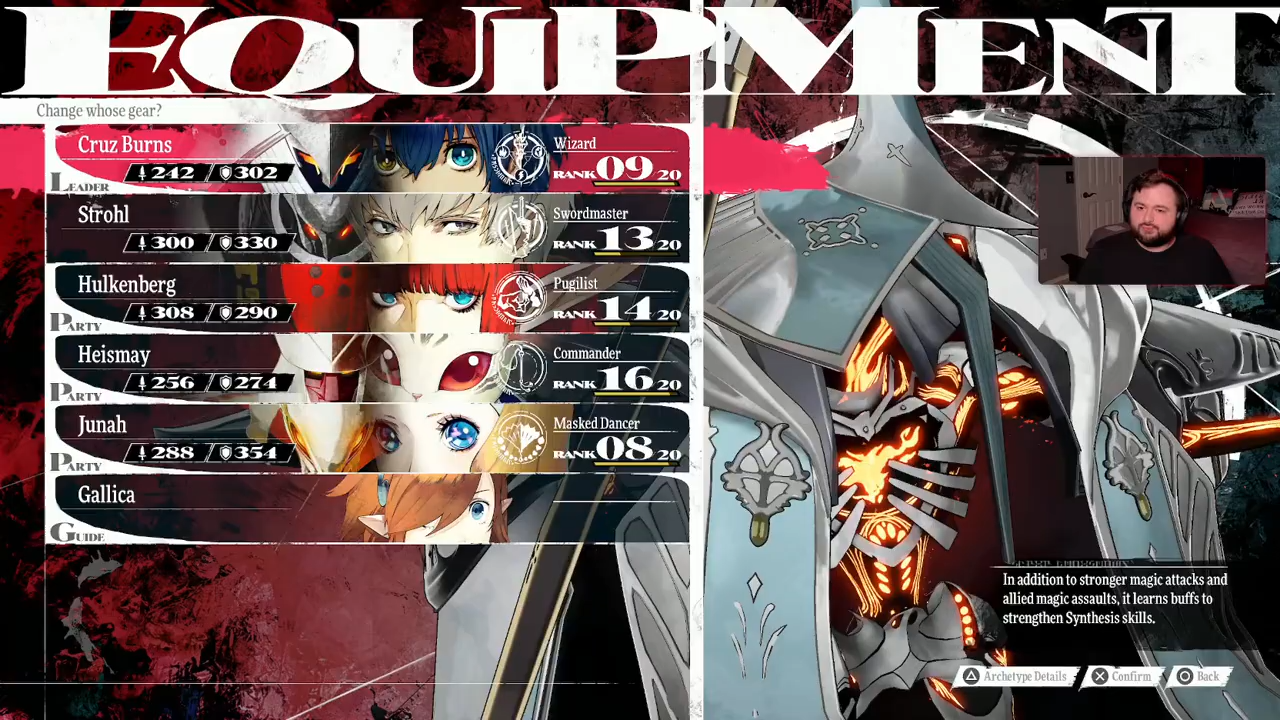 EQUIPMENT
Change whose gear?
Cruz Burns
242 302
LEADER
Wizard
RANK 09 20
Strohl
300 330
Swordmaster
RANK 13 20
Hulkenberg
308 290
PARTY
Pugilist
RANK 14 20
Heismay
256 274
PARTY
Commander
RANK 16 20
Junah
288 354
PARTY
Masked Dancer
RANK 08 20
Gallica
GUIDE
In addition to stronger magic attacks and
allied magic assaults, it learns buffs to
strengthen Synthesis skills.
Archetype Details Confirm Back